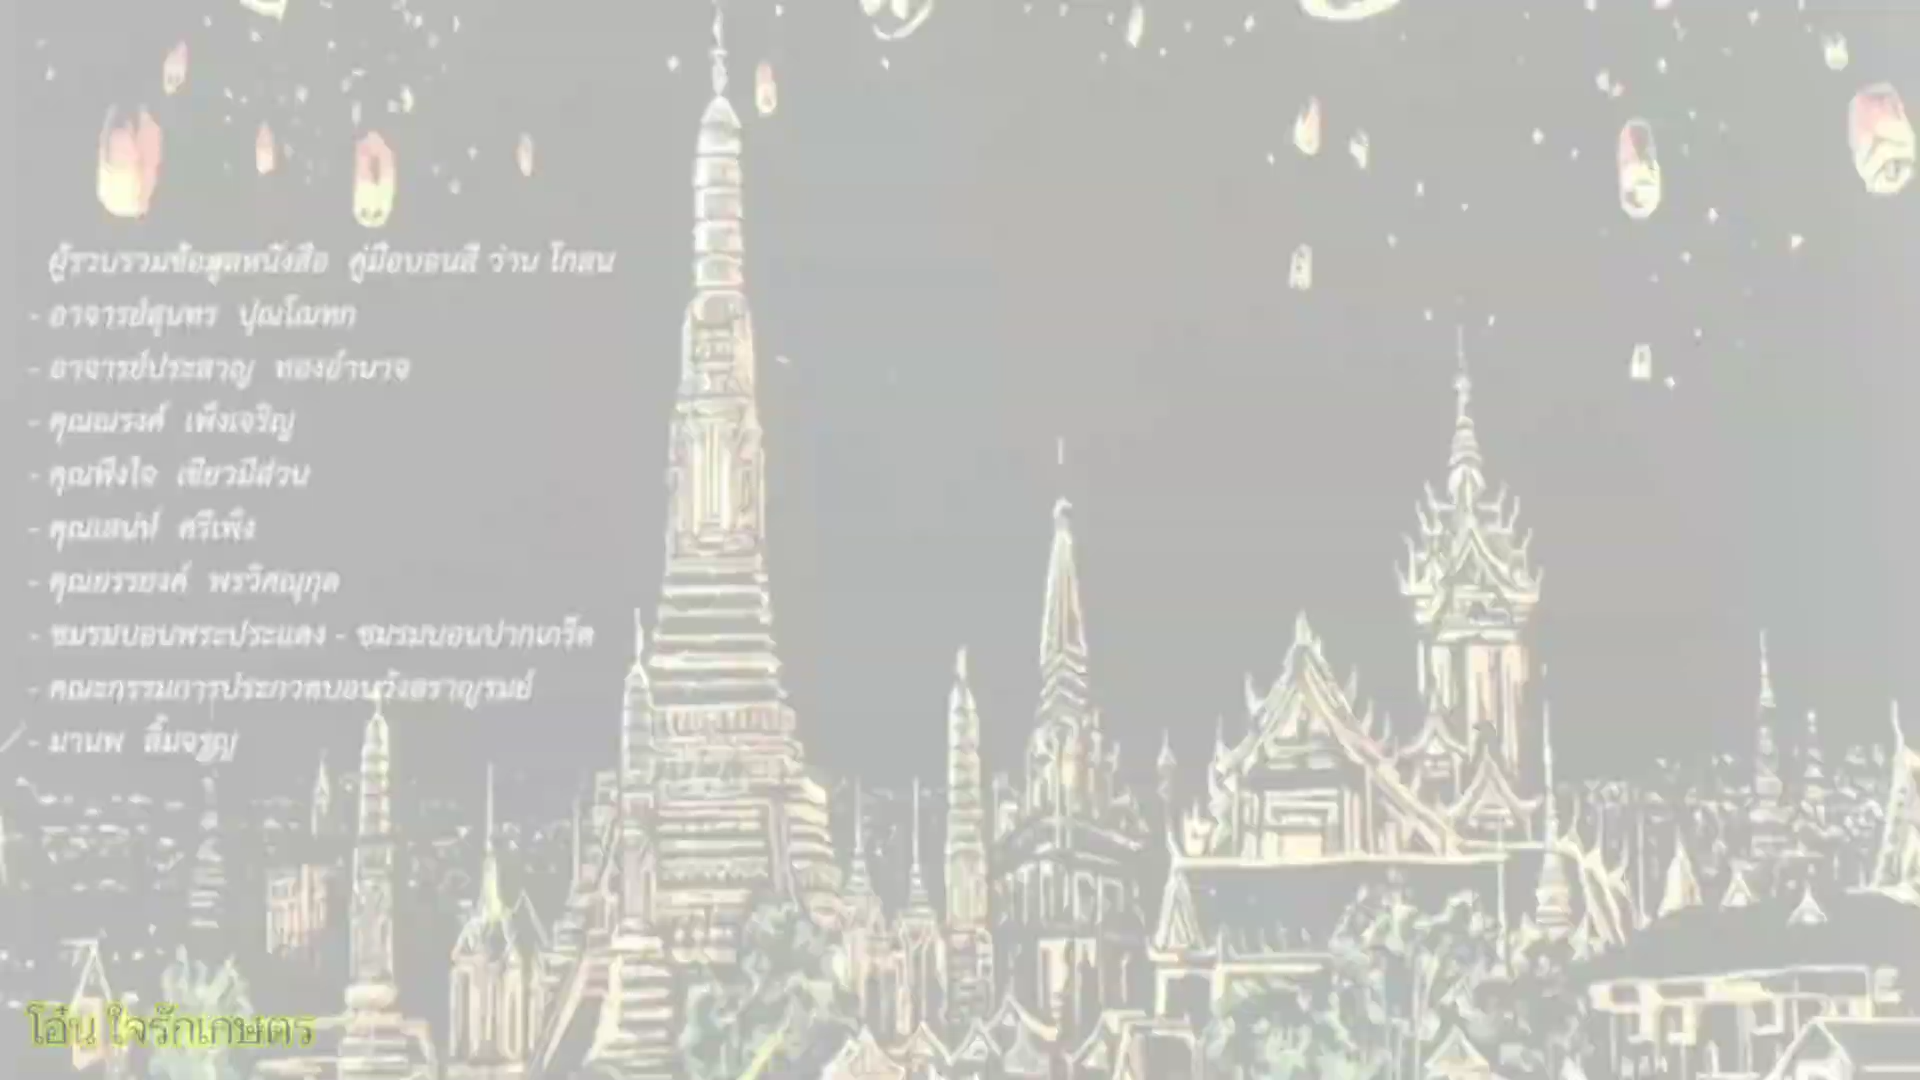 ผู้รวบรวมข้อมูลหนังสือ คู่มือบอนสี ว่าน โกสน
- อาจารย์สุนทร ปุณโณทก
- อาจารย์ประสาญ ทองอำนาจ
- คุณณรงค์ เพ็งเจริญ
- คุณพึงใจ เขียวมีส่วน
- คุณเสน่ห์ ศรีเพ็ง
- คุณยรรยงค์ พรวิศณุกุล
- ชมรมบอนพระประแดง - ชมรมบอนปากเกร็ด
- คณะกรรมการประกวดบอนวังสราญรมย์
- มานพ ลิ้มจรูญ
โอ๋น ใจรักเกษตร